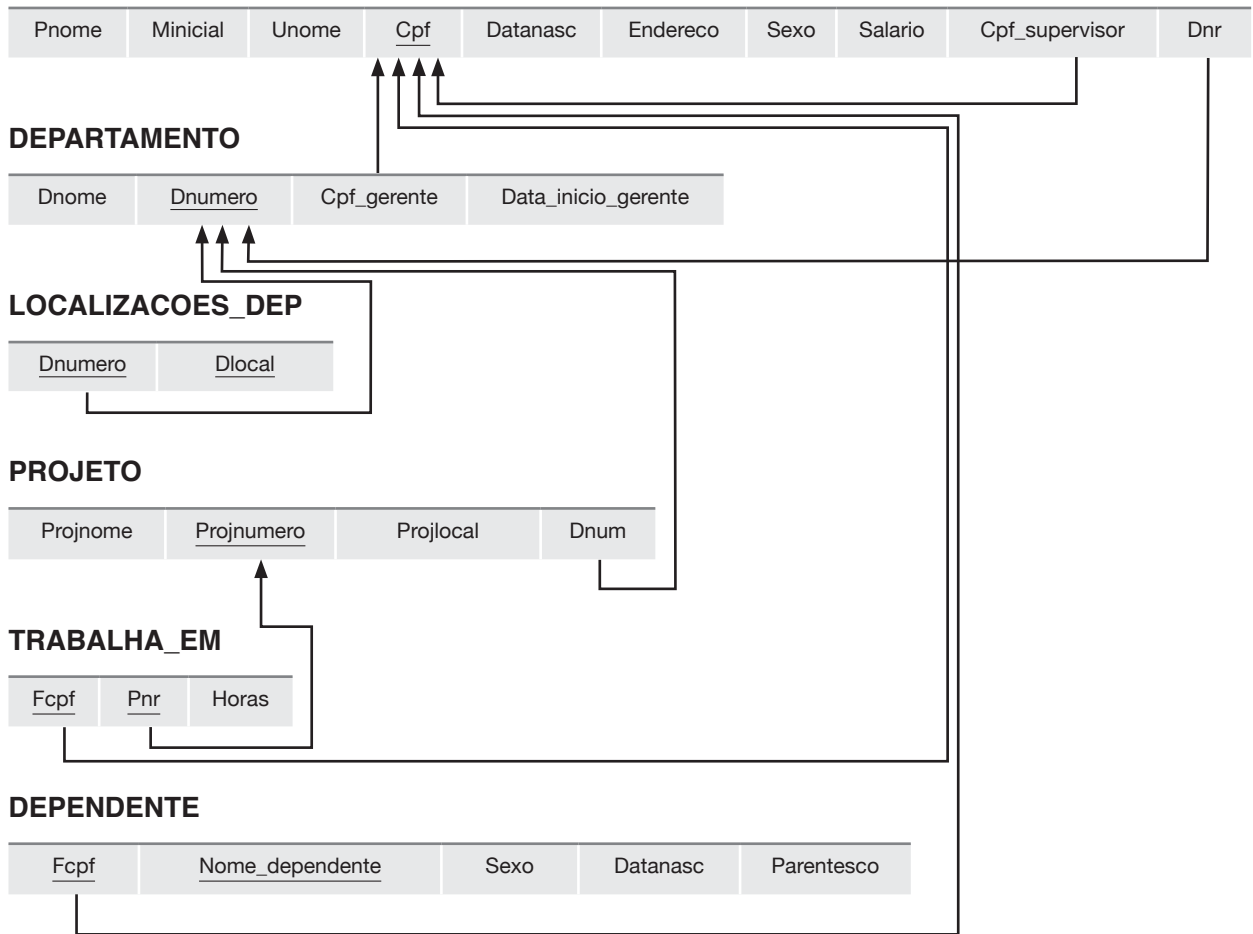 Pnome Minicial Unome Cpf Datanasc Endereco Sexo Salario Cpf_supervisor Dnr
DEPARTAMENTO
Dnome Dnumero Cpf_gerente Data_inicio_gerente
LOCALIZACOES_DEP
Dnumero Dlocal
PROJETO
Projnome Projnumero Projlocal Dnum
TRABALHA_EM
Fcpf Pnr Horas
DEPENDENTE
Fcpf Nome_dependente Sexo Datanasc Parentesco